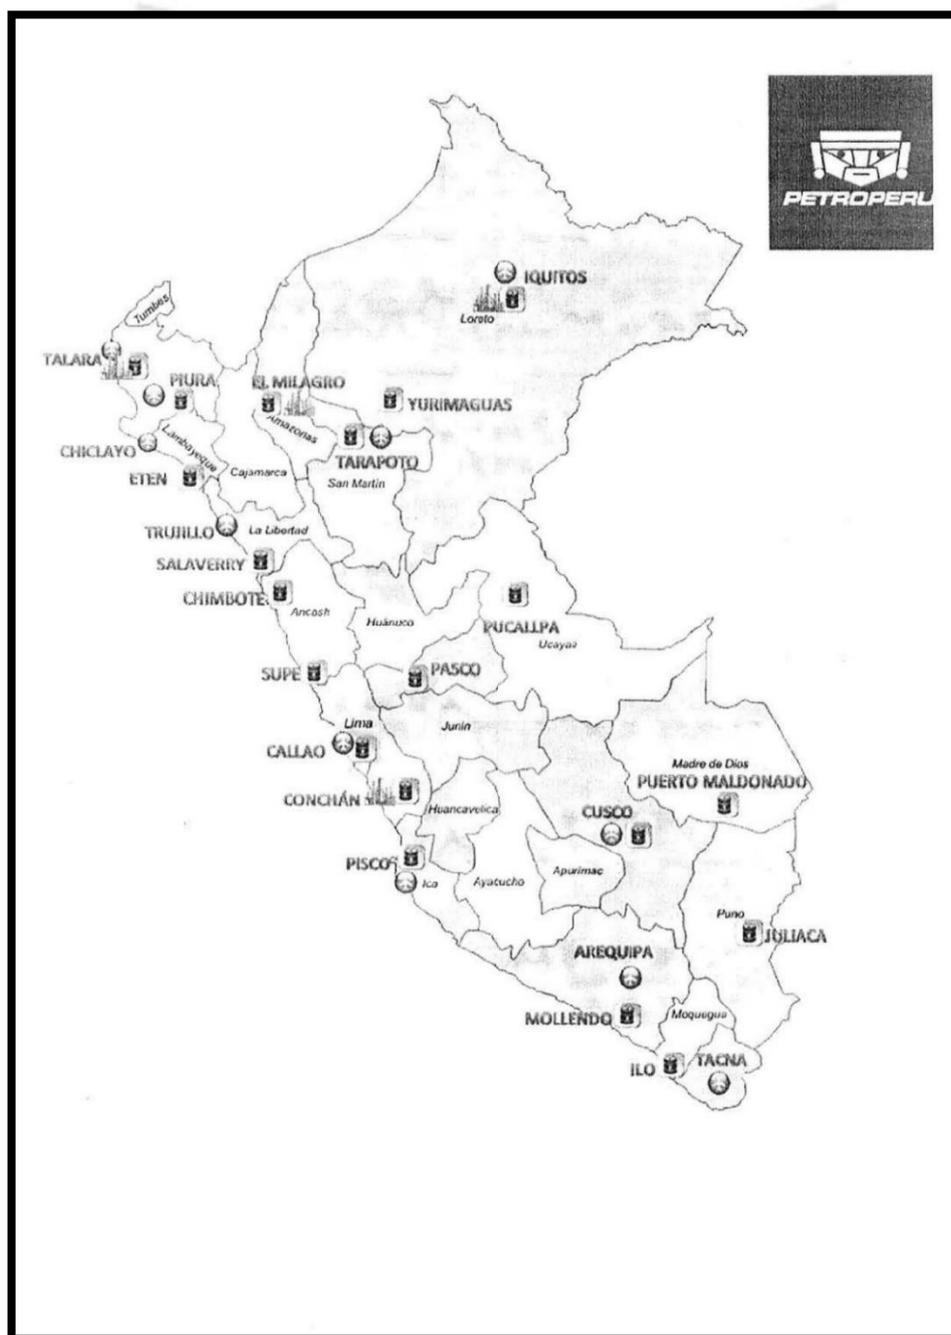 PETROPERU
IQUITOS
Loreto
Tumbes
TALARA
PIURA
EL MILAGRO
YURIMAGUAS
Amazonas
CHICLAYO
Lambayeque
TARAPOTO
ETEN
Cajamarca
San Martín
TRUJILLO
La Libertad
SALAVERRY
CHIMBOTE
Ancash
Huánuco
PUCALLPA
SUPE
PASCO
Lima
Junín
CALLAO
Madre de Dios
PUERTO MALDONADO
CONCHÁN
Huancavelica
CUSCO
PISCO
Ica
Ayacucho
Apurimac
Puno
JULIACA
AREQUIPA
MOLLENDO
Moquegua
ILO
TACNA